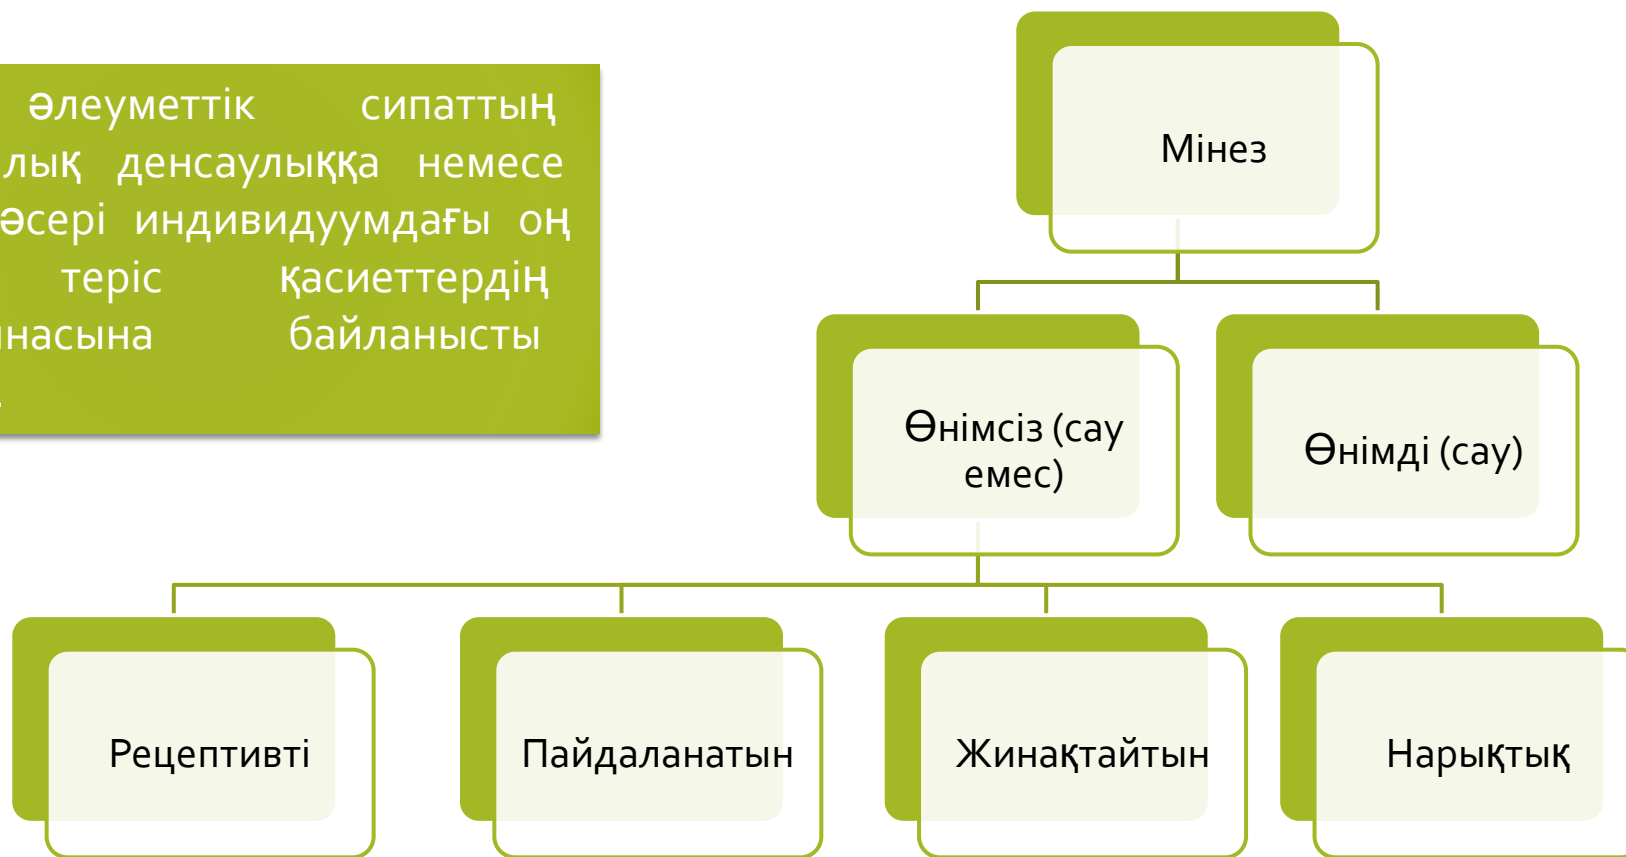 әлеуметтік сипаттың
лық денсаулыққа немесе
әсері индивидуумдағы оң
теріс қасиеттердің
насына байланысты
.
Мінез
Өнімсіз (сау
емес)
Өнімді (сау)
Рецептивті
Пайдаланатын
Жинақтайтын
Нарықтық